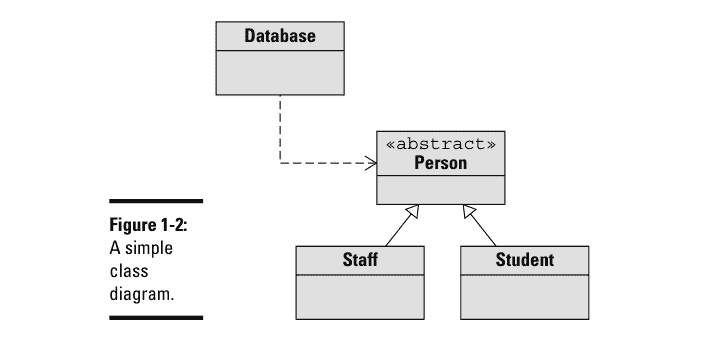 Database
«abstract»
Person
Figure 1-2:
A simple
class
diagram.
Staff
Student